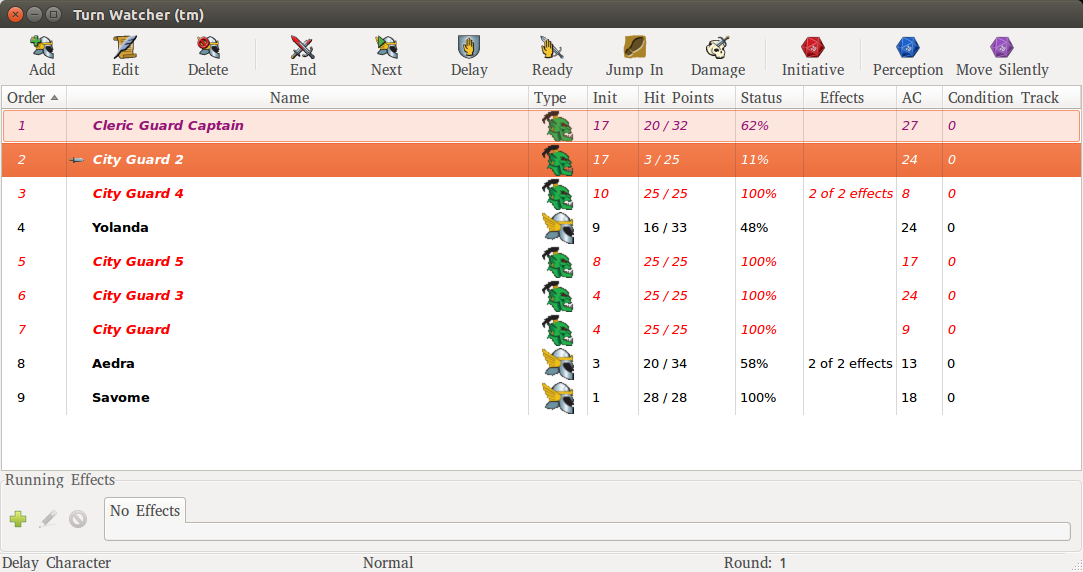 Turn Watcher (tm)
Add Edit Delete End Next Delay Ready Jump In Damage Initiative Perception Move Silently
Order Name Type Init Hit Points Status Effects AC Condition Track
1 Cleric Guard Captain 17 20 / 32 62% 27 0
2 City Guard 2 17 3 / 25 11% 24 0
3 City Guard 4 10 25 / 25 100% 2 of 2 effects 8 0
4 Yolanda 9 16 / 33 48% 24 0
5 City Guard 5 8 25 / 25 100% 17 0
6 City Guard 3 4 25 / 25 100% 24 0
7 City Guard 4 25 / 25 100% 9 0
8 Aedra 3 20 / 34 58% 2 of 2 effects 13 0
9 Savome 1 28 / 28 100% 18 0
Running Effects
No Effects
Delay Character Normal Round: 1